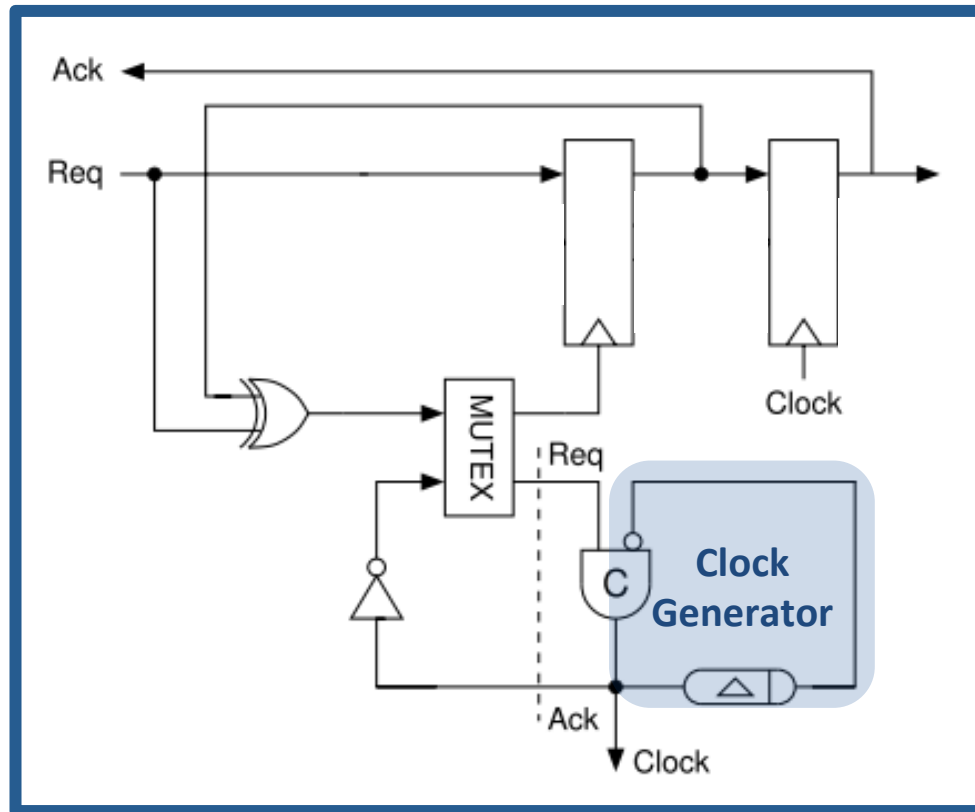 Ack
Req
Clock
MUTEX
Req
C
Clock
Generator
Ack
Clock